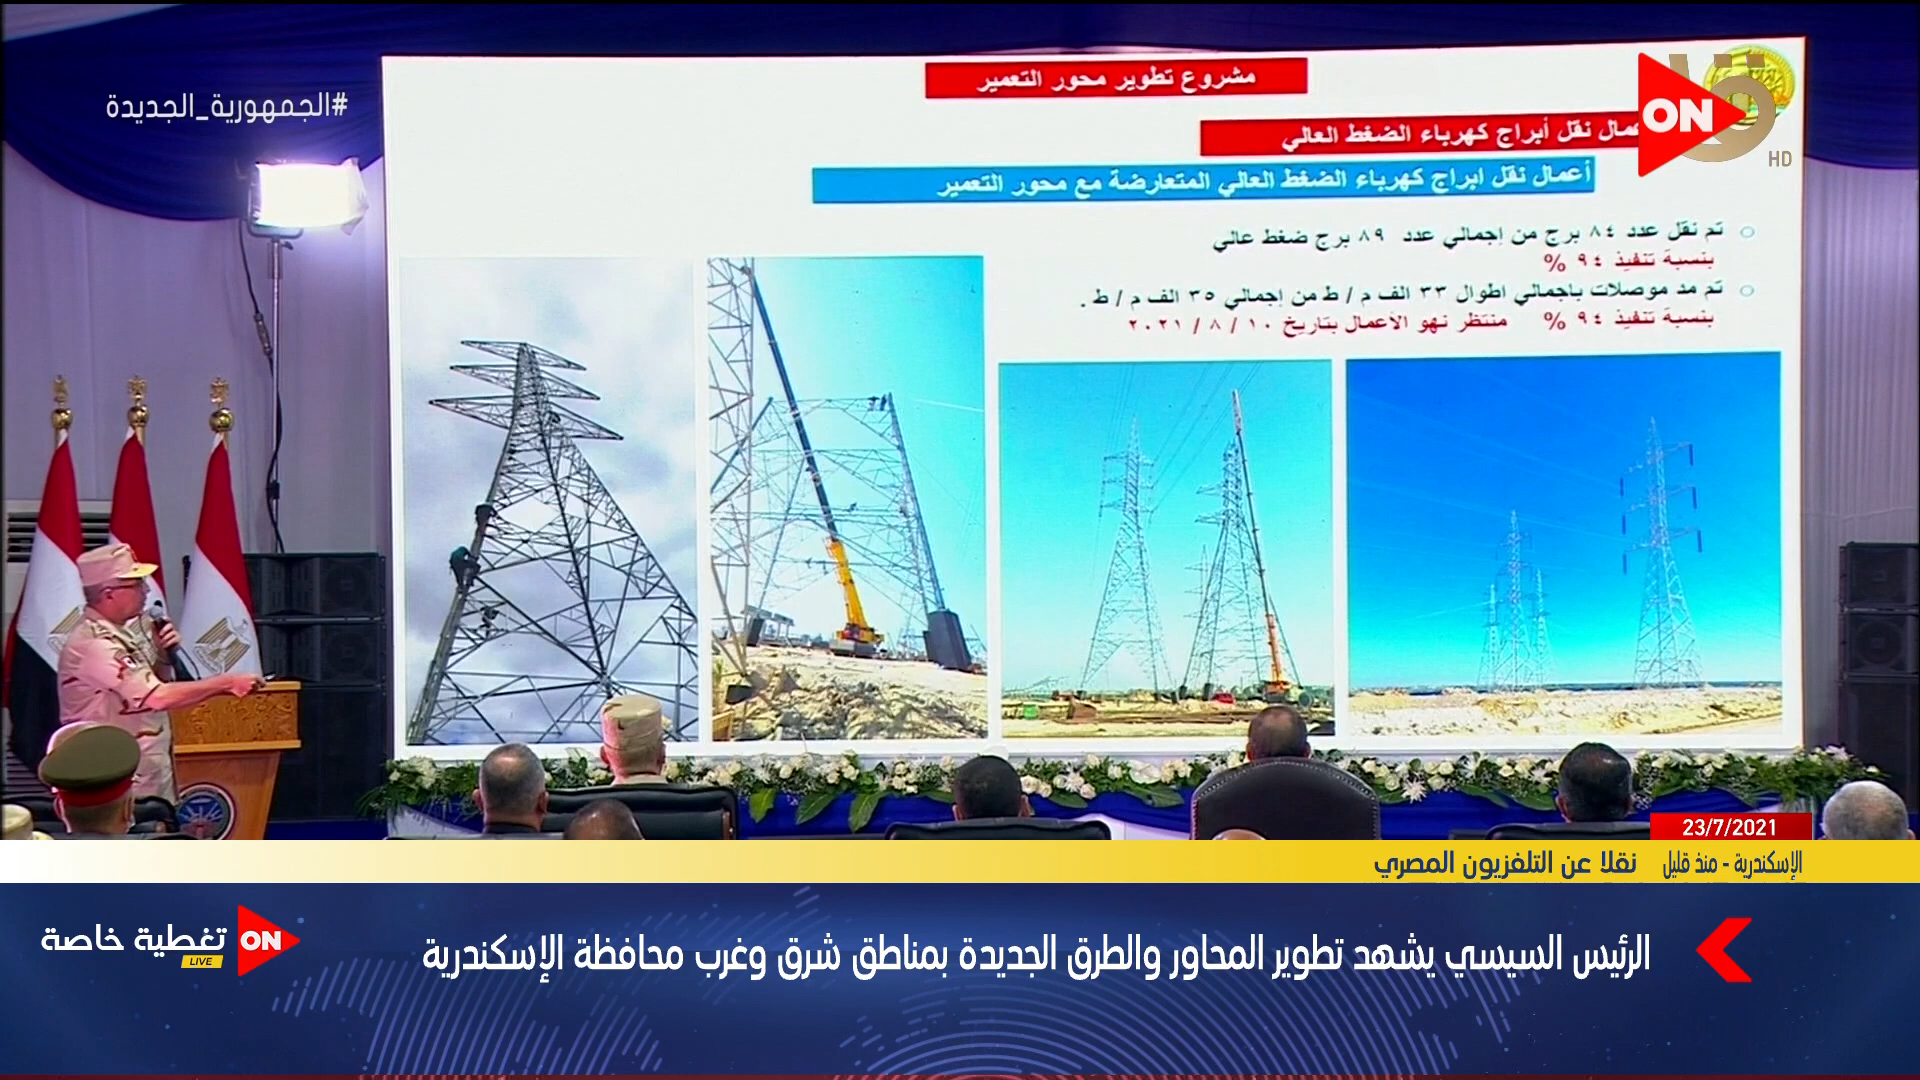 #الجمهورية_الجديدة
مشروع تطوير محور التعمير
نقل أبراج كهرباء الضغط العالي
أعمال نقل ابراج كهرباء الضغط العالي المتعارضة مع محور التعمير
تم نقل عدد ٨٤ برج من إجمالي عدد ٨٩ برج ضغط عالي
بنسبة تنفيذ ٩٤ %
تم مد موصلات باجمالي اطوال ٣٣ الف م / ط من إجمالي ٣٥ الف م / ط .
بنسبة تنفيذ ٩٤ % منتظر نهو الأعمال بتاريخ ١٠ / ٨ / ٢٠٢١
ON
HD
23/7/2021
الإسكندرية - منذ قليل نقلا عن التلفزيون المصري
الرئيس السيسي يشهد تطوير المحاور والطرق الجديدة بمناطق شرق وغرب محافظة الإسكندرية
ON تغطية خاصة
LIVE